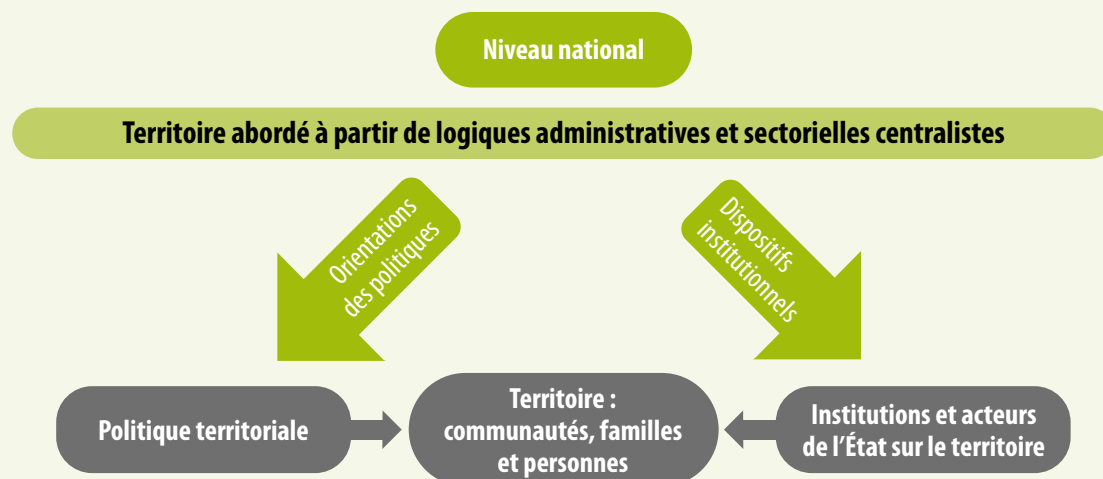 Niveau national
Territoire abordé à partir de logiques administratives et sectorielles centralistes
Orientations
des politiques
Dispositifs
institutionnels
Politique territoriale
Territoire :
communautés, familles
et personnes
Institutions et acteurs
de l’État sur le territoire